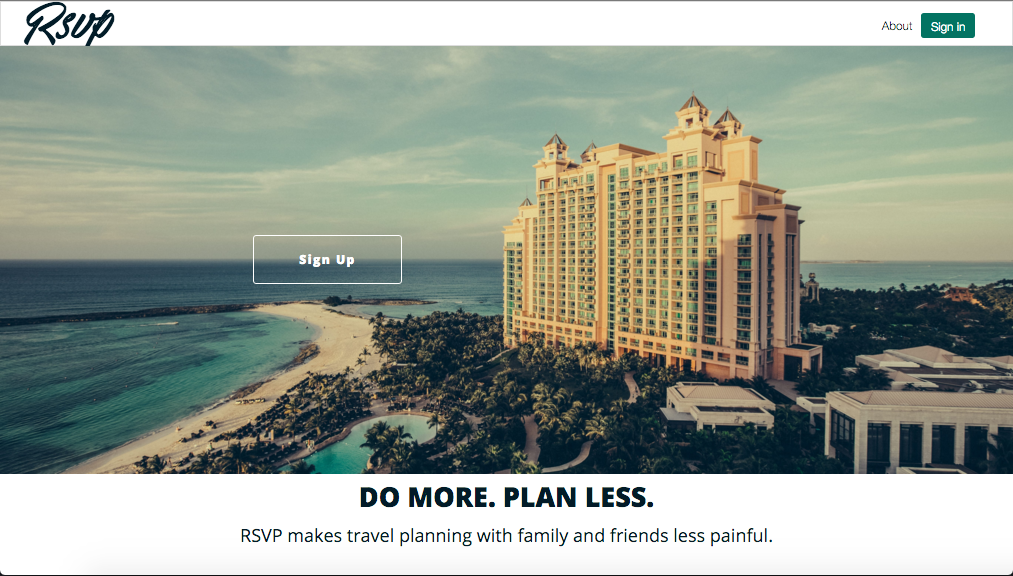 Rsvp
About
Sign in
Sign Up
DO MORE. PLAN LESS.
RSVP makes travel planning with family and friends less painful.